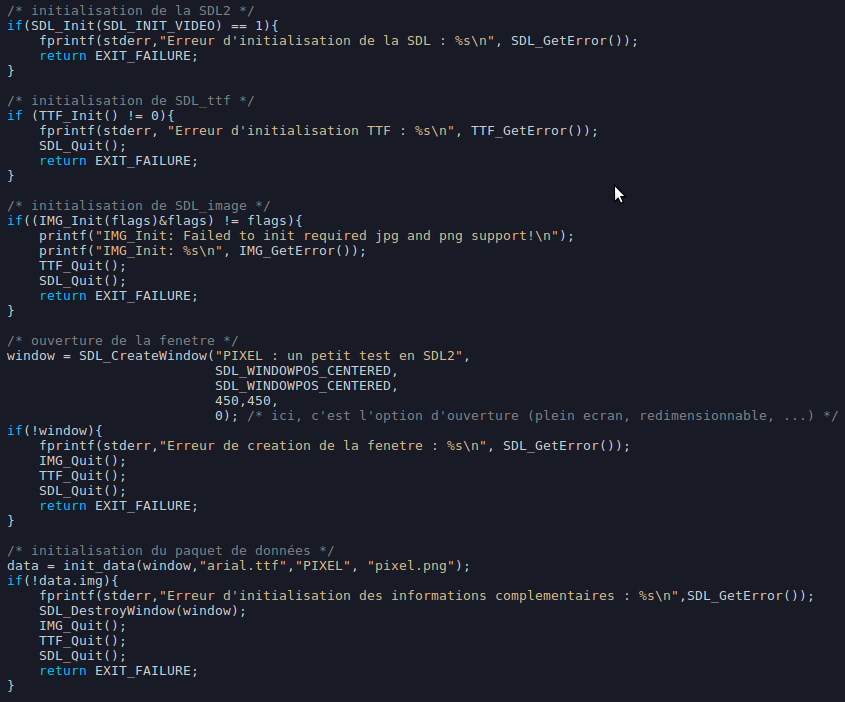 /* initialisation de la SDL2 */
if(SDL_Init(SDL_INIT_VIDEO) == 1){
    fprintf(stderr,"Erreur d'initialisation de la SDL : %s\n", SDL_GetError());
    return EXIT_FAILURE;
}

/* initialisation de SDL_ttf */
if (TTF_Init() != 0){
    fprintf(stderr, "Erreur d'initialisation TTF : %s\n", TTF_GetError());
    SDL_Quit();
    return EXIT_FAILURE;
}

/* initialisation de SDL_image */
if((IMG_Init(flags)&flags) != flags){
    printf("IMG_Init: Failed to init required jpg and png support!\n");
    printf("IMG_Init: %s\n", IMG_GetError());
    TTF_Quit();
    SDL_Quit();
    return EXIT_FAILURE;
}

/* ouverture de la fenetre */
window = SDL_CreateWindow("PIXEL : un petit test en SDL2",
                          SDL_WINDOWPOS_CENTERED,
                          SDL_WINDOWPOS_CENTERED,
                          450,450,
                          0); /* ici, c'est l'option d'ouverture (plein ecran, redimensionnable, ...) */
if(!window){
    fprintf(stderr,"Erreur de creation de la fenetre : %s\n", SDL_GetError());
    IMG_Quit();
    TTF_Quit();
    SDL_Quit();
    return EXIT_FAILURE;
}

/* initialisation du paquet de données */
data = init_data(window,"arial.ttf","PIXEL", "pixel.png");
if(!data.img){
    fprintf(stderr,"Erreur d'initialisation des informations complementaires : %s\n",SDL_GetError());
    SDL_DestroyWindow(window);
    IMG_Quit();
    TTF_Quit();
    SDL_Quit();
    return EXIT_FAILURE;
}